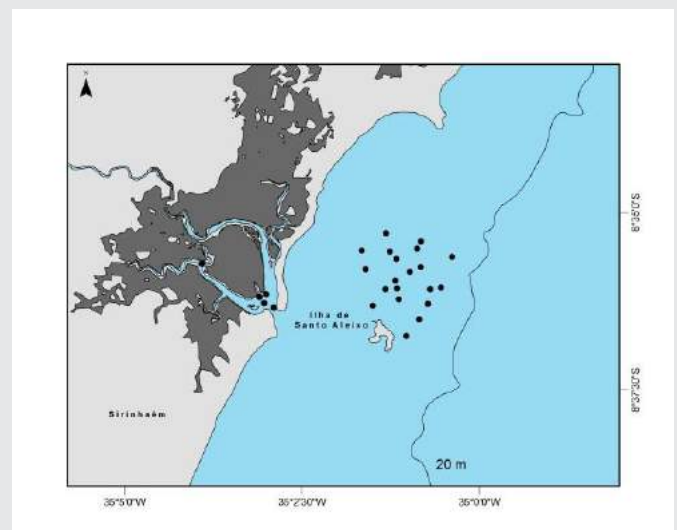 N
8°35'0"S
Ilha de
Santo Aleixo
8°37'30"S
Sirinhaém
20 m
35°5'0"W
35°2'30"W
35°0'0"W